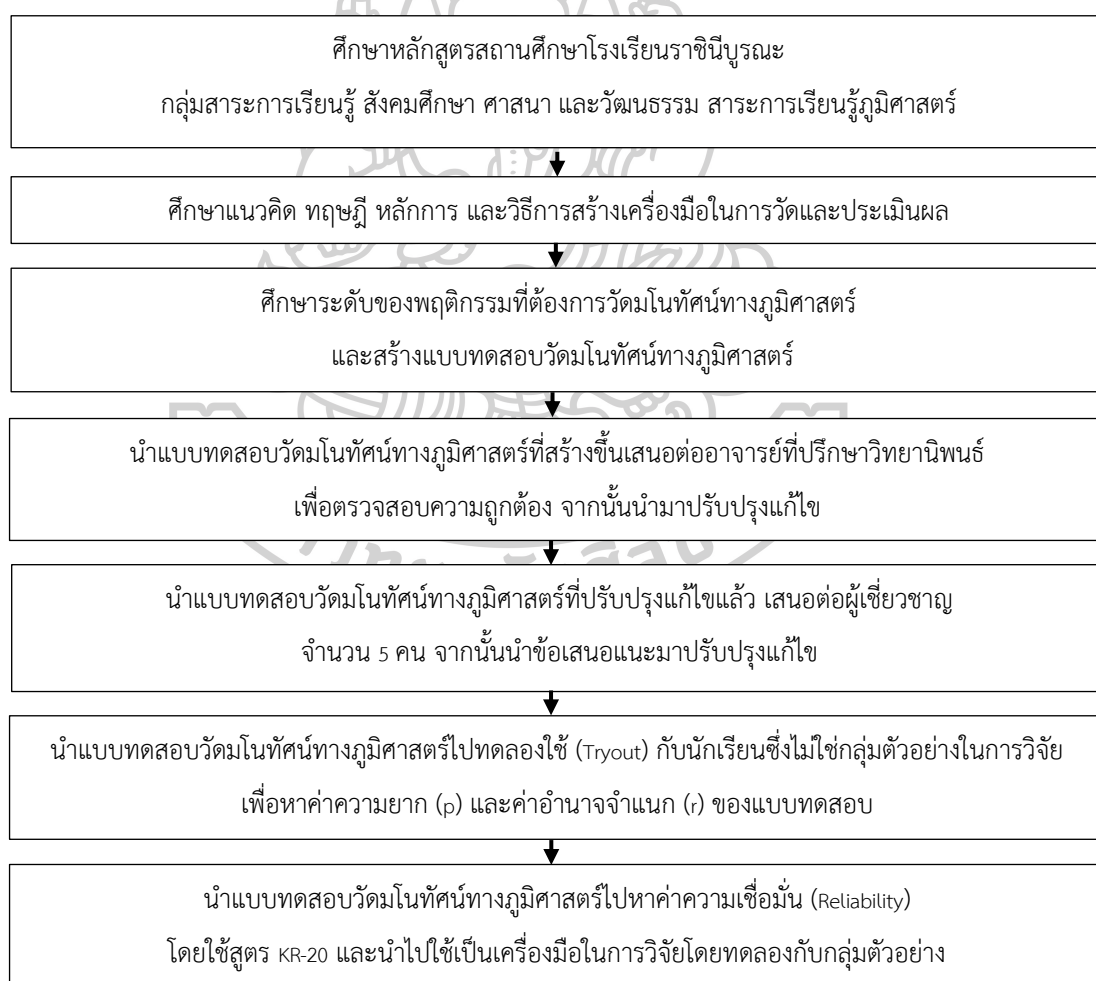 ศึกษาหลักสูตรสถานศึกษาโรงเรียนราชินีบูรณะ
กลุ่มสาระการเรียนรู้ สังคมศึกษา ศาสนา และวัฒนธรรม สาระการเรียนรู้ภูมิศาสตร์
ศึกษาแนวคิด ทฤษฎี หลักการ และวิธีการสร้างเครื่องมือในการวัดและประเมินผล
ศึกษาระดับของพฤติกรรมที่ต้องการวัดมโนทัศน์ทางภูมิศาสตร์
และสร้างแบบทดสอบวัดมโนทัศน์ทางภูมิศาสตร์
นำแบบทดสอบวัดมโนทัศน์ทางภูมิศาสตร์ที่สร้างขึ้นเสนอต่ออาจารย์ที่ปรึกษาวิทยานิพนธ์
เพื่อตรวจสอบความถูกต้อง จากนั้นนำมาปรับปรุงแก้ไข
นำแบบทดสอบวัดมโนทัศน์ทางภูมิศาสตร์ที่ปรับปรุงแก้ไขแล้ว เสนอต่อผู้เชี่ยวชาญ
จำนวน 5 คน จากนั้นนำข้อเสนอแนะมาปรับปรุงแก้ไข
นำแบบทดสอบวัดมโนทัศน์ทางภูมิศาสตร์ไปทดลองใช้ (Tryout) กับนักเรียนซึ่งไม่ใช่กลุ่มตัวอย่างในการวิจัย
เพื่อหาค่าความยาก (p) และค่าอำนาจจำแนก (r) ของแบบทดสอบ
นำแบบทดสอบวัดมโนทัศน์ทางภูมิศาสตร์ไปหาค่าความเชื่อมั่น (Reliability)
โดยใช้สูตร KR-20 และนำไปใช้เป็นเครื่องมือในการวิจัยโดยทดลองกับกลุ่มตัวอย่าง